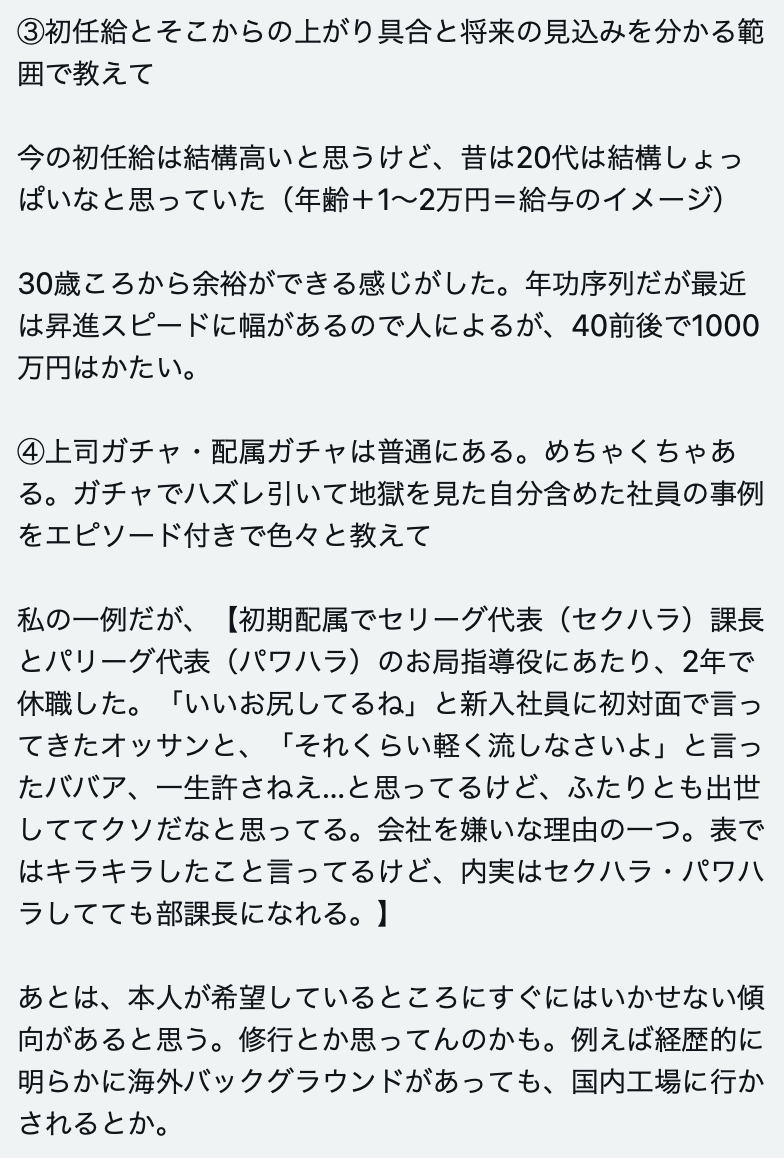 ③初任給とそこからの上がり具合と将来の見込みを分かる範
囲で教えて
今の初任給は結構高いと思うけど、昔は20代は結構しょっ
ぱいなと思っていた（年齢＋1〜2万円＝給与のイメージ）
30歳ころから余裕ができる感じがした。年功序列だが最近
は昇進スピードに幅があるので人によるが、40前後で1000
万円はかたい。
④上司ガチャ・配属ガチャは普通にある。めちゃくちゃあ
る。ガチャでハズレ引いて地獄を見た自分含めた社員の事例
をエピソード付きで色々と教えて
私の一例だが、【初期配属でセリーグ代表（セクハラ）課長
とパリーグ代表（パワハラ）のお局指導役にあたり、2年で
休職した。「いいお尻してるね」と新入社員に初対面で言っ
てきたオッサンと、「それくらい軽く流しなさいよ」と言っ
たババア、一生許さねえ…と思ってるけど、ふたりとも出世
しててクソだなと思ってる。会社を嫌いな理由の一つ。表で
はキラキラしたこと言ってるけど、内実はセクハラ・パワハ
ラしてても部課長になれる。】
あとは、本人が希望しているところにすぐにはいかせない傾
向があると思う。修行とか思ってんのかも。例えば経歴的に
明らかに海外バックグラウンドがあっても、国内工場に行か
されるとか。